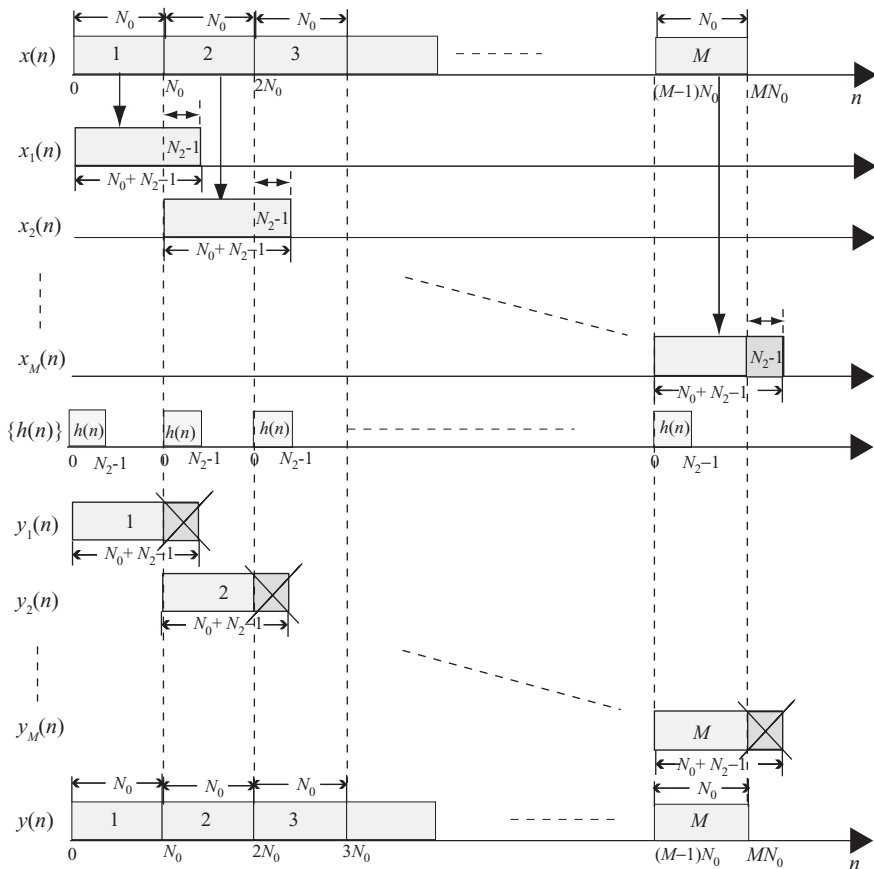 N₀ N₀ N₀ N₀
x(n) 1 2 3 M
0 N₀ 2N₀ (M−1)N₀ MN₀ n
x₁(n) N₂-1
N₀+ N₂−1
x₂(n) N₂-1
N₀+ N₂−1
x_M(n) N₂-1
N₀+ N₂−1
{h(n)} h(n) h(n) h(n) h(n)
0 N₂-1 0 N₂-1 0 N₂-1 0 N₂−1
y₁(n) 1
N₀+ N₂−1
y₂(n) 2
N₀+ N₂−1
y_M(n) M
N₀+ N₂−1
N₀ N₀ N₀ N₀
y(n) 1 2 3 M
0 N₀ 2N₀ 3N₀ (M−1)N₀ MN₀ n